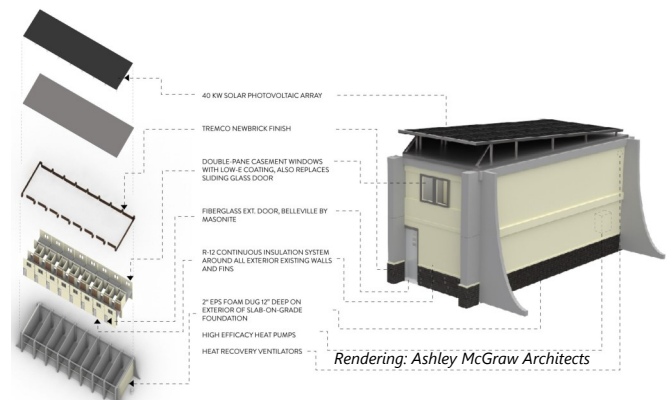 40 KW SOLAR PHOTOVOLTAIC ARRAY
TREMCO NEWBRICK FINISH
DOUBLE-PANE CASEMENT WINDOWS
WITH LOW-E COATING, ALSO REPLACES
SLIDING GLASS DOOR
FIBERGLASS EXT. DOOR, BELLEVILLE BY
MASONITE
R-12 CONTINUOUS INSULATION SYSTEM
AROUND ALL EXTERIOR EXISTING WALLS
AND FINS
2" EPS FOAM DUG 12" DEEP ON
EXTERIOR OF SLAB-ON-GRADE
FOUNDATION
HIGH EFFICACY HEAT PUMPS
HEAT RECOVERY VENTILATORS
Rendering: Ashley McGraw Architects